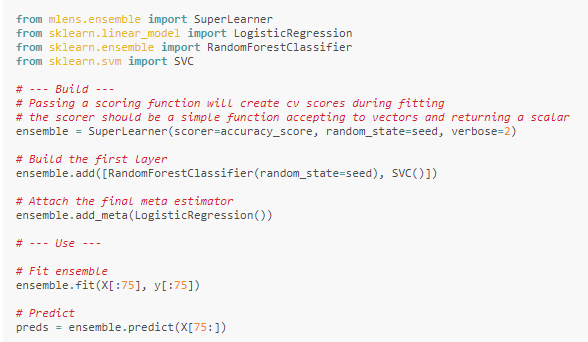 from mlens.ensemble import SuperLearner
from sklearn.linear_model import LogisticRegression
from sklearn.ensemble import RandomForestClassifier
from sklearn.svm import SVC
# --- Build ---
# Passing a scoring function will create cv scores during fitting
# the scorer should be a simple function accepting to vectors and returning a scalar
ensemble = SuperLearner(scorer=accuracy_score, random_state=seed, verbose=2)
# Build the first layer
ensemble.add([RandomForestClassifier(random_state=seed), SVC()])
# Attach the final meta estimator
ensemble.add_meta(LogisticRegression())
# --- Use ---
# Fit ensemble
ensemble.fit(X[:75], y[:75])
# Predict
preds = ensemble.predict(X[75:])